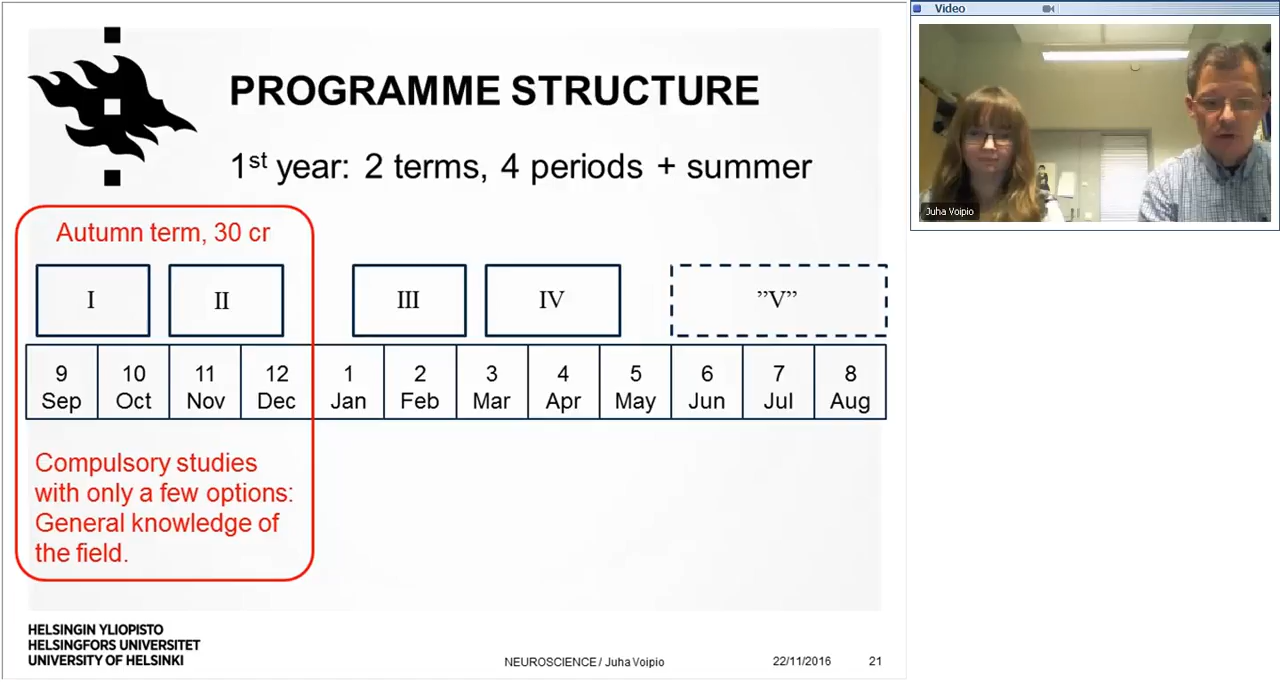 Video
PROGRAMME STRUCTURE
1st year: 2 terms, 4 periods + summer
Juha Voipio
Autumn term, 30 cr
I II III IV ”V”
9 10 11 12 1 2 3 4 5 6 7 8
Sep Oct Nov Dec Jan Feb Mar Apr May Jun Jul Aug
Compulsory studies
with only a few options:
General knowledge of
the field.
HELSINGIN YLIOPISTO
HELSINGFORS UNIVERSITET
UNIVERSITY OF HELSINKI
NEUROSCIENCE / Juha Voipio 22/11/2016 21